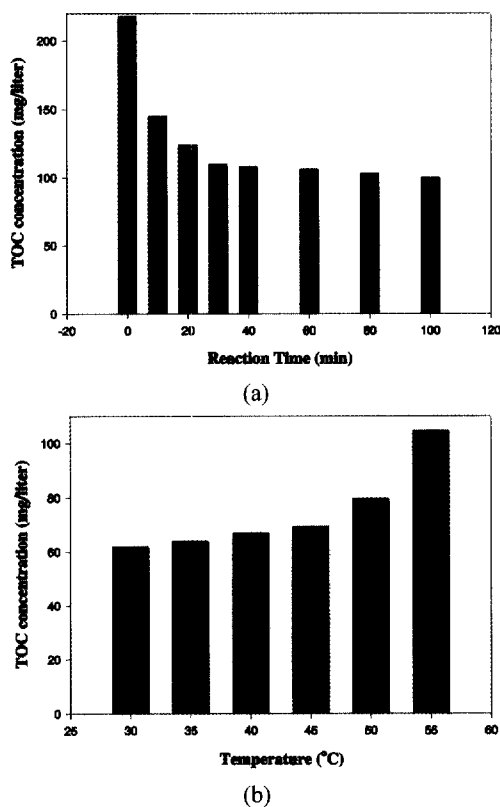 200
150
100
50
0
TOC concentration (mg/liter)
-20 0 20 40 60 80 100 120
Reaction Time (min)
(a)
100
80
60
40
20
0
TOC concentration (mg/liter)
25 30 35 40 45 50 55 60
Temperature (°C)
(b)